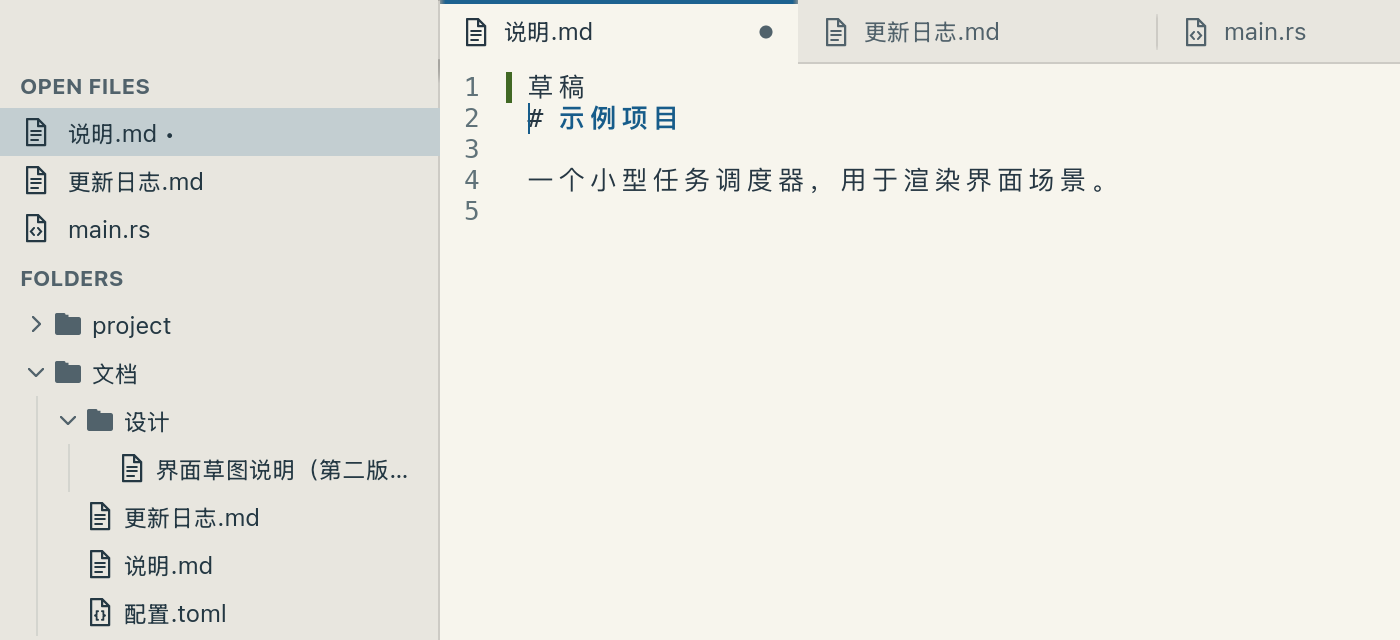 OPEN FILES
说明.md •
更新日志.md
main.rs
FOLDERS
project
文档
设计
界面草图说明（第二版...
更新日志.md
说明.md
配置.toml
说明.md
更新日志.md
main.rs
1 草稿
2 # 示例项目
3
4 一个小型任务调度器，用于渲染界面场景。
5